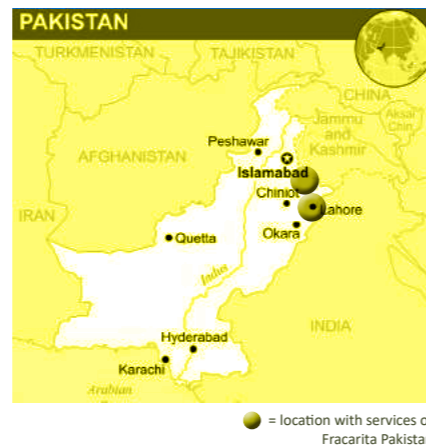 PAKISTAN
TURKMENISTAN
TAJIKISTAN
CHINA
Jammu
and
Kashmir
Aksai
Chin
Peshawar
AFGHANISTAN
Islamabad
Chiniot
Lahore
IRAN
Okara
Quetta
Indus
INDIA
Hyderabad
Karachi
Arabian
= location with services o
Fracarita Pakista